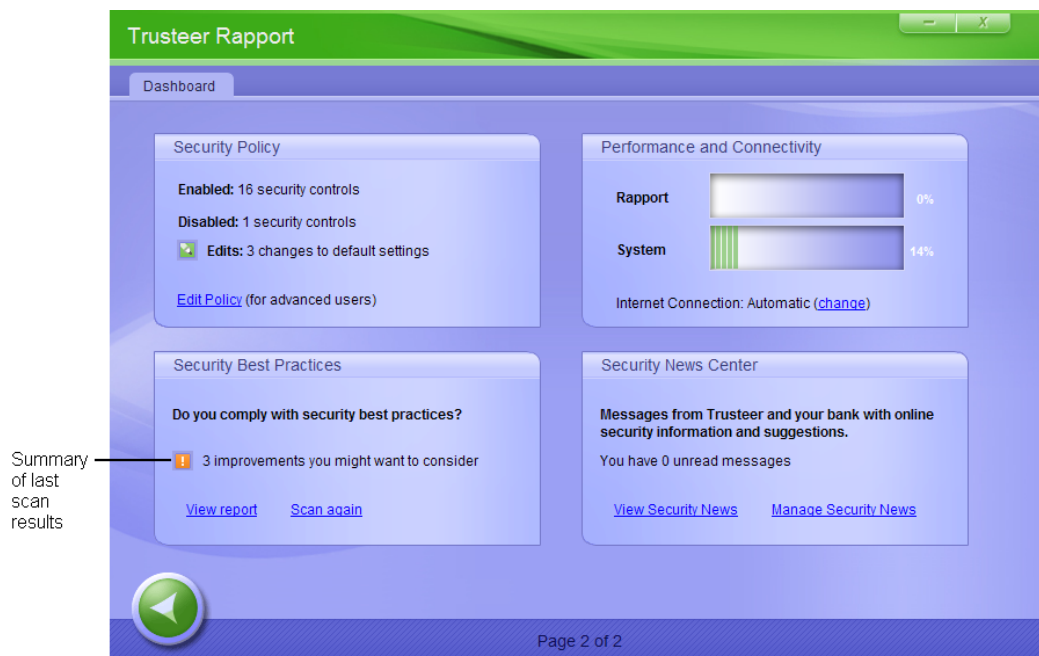 Trusteer Rapport
X
Dashboard
Security Policy
Enabled: 16 security controls
Disabled: 1 security controls
Edits: 3 changes to default settings
Edit Policy (for advanced users)
Performance and Connectivity
Rapport
0%
System
14%
Internet Connection: Automatic (change)
Security Best Practices
Do you comply with security best practices?
3 improvements you might want to consider
View report Scan again
Security News Center
Messages from Trusteer and your bank with online
security information and suggestions.
You have 0 unread messages
View Security News Manage Security News
Summary
of last
scan
results
Page 2 of 2